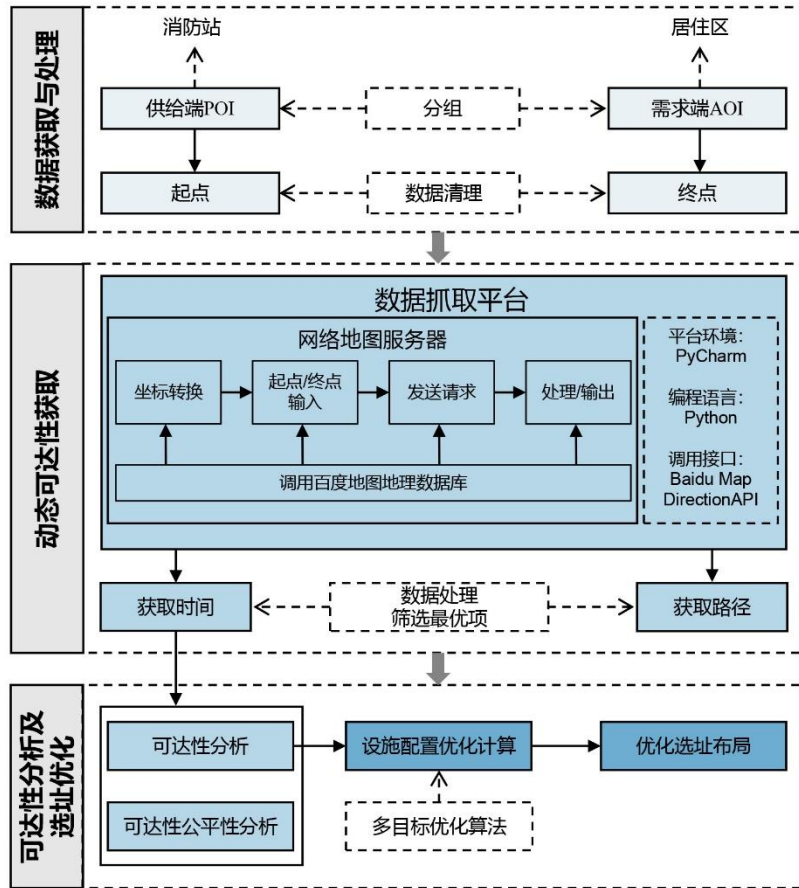 数据获取与处理
消防站
居住区
供给端POI
分组
需求端AOI
起点
数据清理
终点
动态可达性获取
数据抓取平台
网络地图服务器
坐标转换
起点/终点
输入
发送请求
处理/输出
调用百度地图地理数据库
平台环境：
PyCharm
编程语言：
Python
调用接口：
Baidu Map
DirectionAPI
获取时间
数据处理
筛选最优项
获取路径
可达性分析及
选址优化
可达性分析
设施配置优化计算
优化选址布局
可达性公平性分析
多目标优化算法